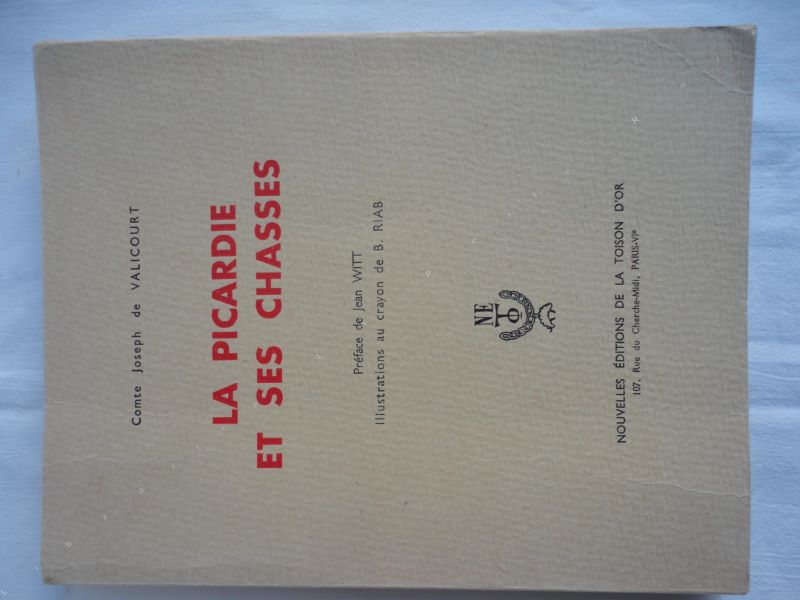 Comte Joseph de VALICOURT
LA PICARDIE
ET SES CHASSES
Préface de Jean WITT
Illustrations au crayon de B. RIAB
NE
TO
NOUVELLES ÉDITIONS DE LA TOISON D'OR
107, Rue du Cherche-Midi, PARIS-VIe